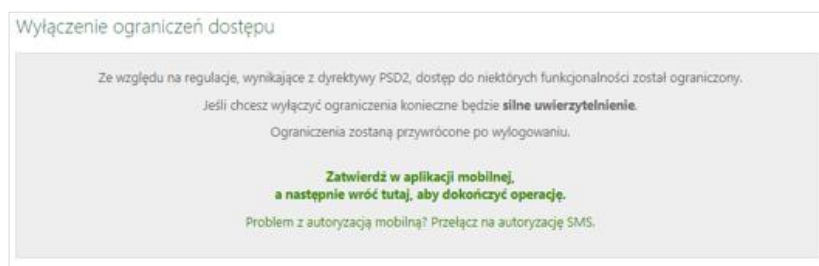 Wyłączenie ograniczeń dostępu
Ze względu na regulacje, wynikające z dyrektywy PSD2, dostęp do niektórych funkcjonalności został ograniczony.
Jeśli chcesz wyłączyć ograniczenia konieczne będzie silne uwierzytelnienie.
Ograniczenia zostaną przywrócone po wylogowaniu.
Zatwierdź w aplikacji mobilnej,
a następnie wróć tutaj, aby dokończyć operację.
Problem z autoryzacją mobilną? Przełącz na autoryzację SMS.